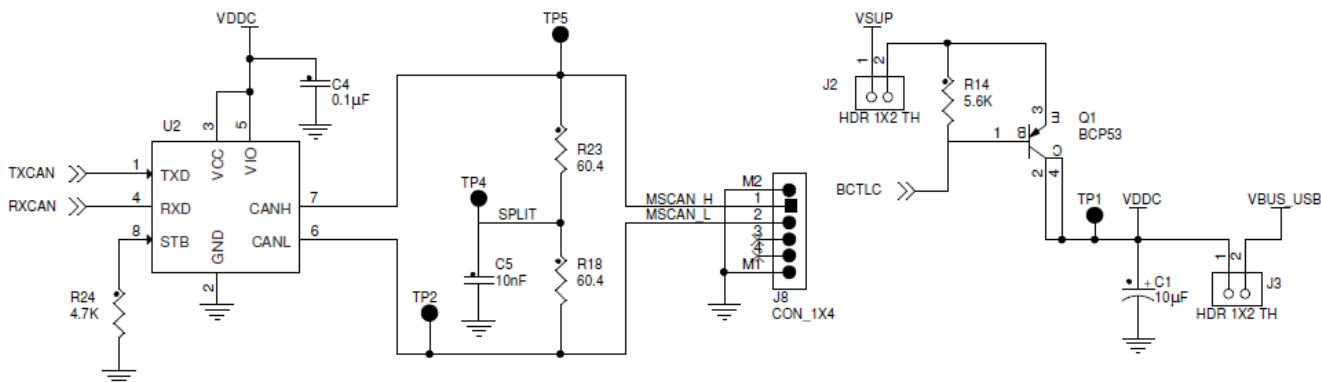 VDDC
C4
0.1µF
U2
3
5
VCC
VIO
TXCAN
1
TXD
RXCAN
4
RXD
CANH
7
8
STB
GND
CANL
6
2
R24
4.7K
TP5
R23
60.4
TP4
SPLIT
C5
10nF
R18
60.4
TP2
MSCAN_H
MSCAN_L
M2
1
2
3
4
M1
J8
CON_1X4
VSUP
1
2
J2
HDR 1X2 TH
R14
5.6K
3
E
1
B
Q1
BCP53
C
2
4
BCTLC
TP1
VDDC
VBUS_USB
+
C1
10µF
1
2
J3
HDR 1X2 TH